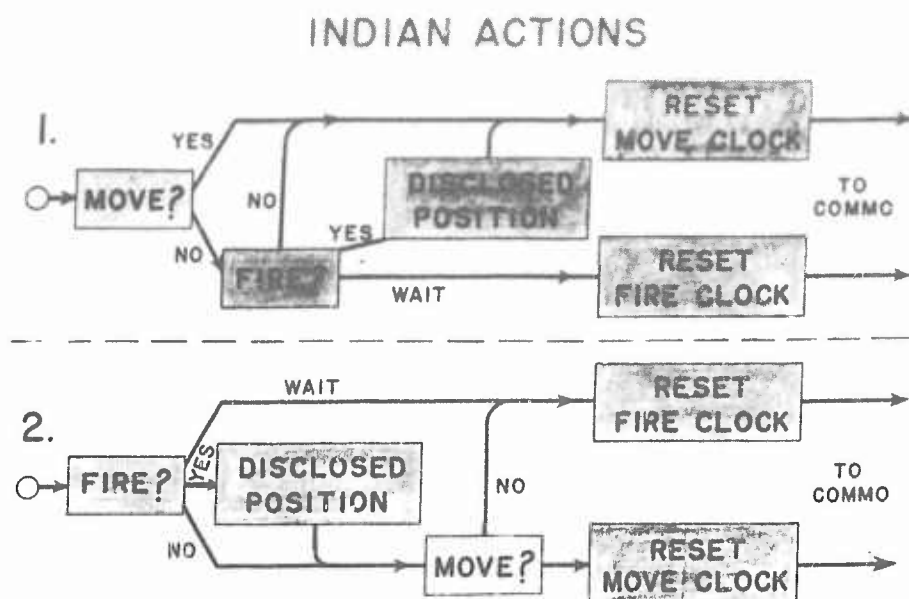 INDIAN ACTIONS
1.
MOVE?
YES
NO
FIRE?
NO
YES
WAIT
DISCLOSED
POSITION
RESET
MOVE CLOCK
RESET
FIRE CLOCK
TO
COMMO
2.
FIRE?
WAIT
YES
NO
DISCLOSED
POSITION
MOVE?
NO
RESET
FIRE CLOCK
RESET
MOVE CLOCK
TO
COMMO